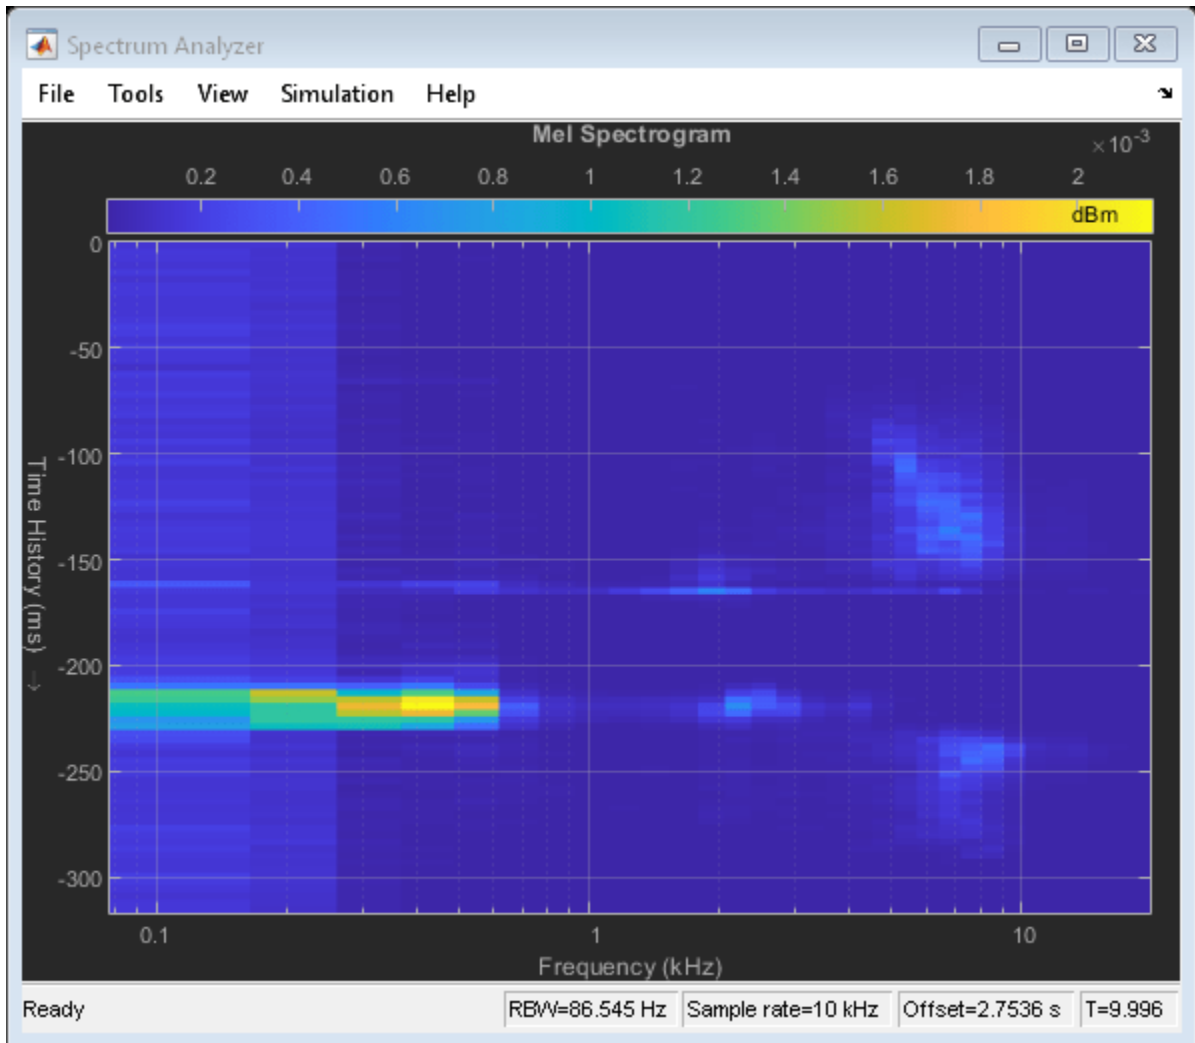 Spectrum Analyzer
File Tools View Simulation Help
Mel Spectrogram
×10-3
0.2 0.4 0.6 0.8 1 1.2 1.4 1.6 1.8 2
dBm
0
-50
-100
-150
-200
-250
-300
Time History (ms) →
0.1 1 10
Frequency (kHz)
Ready RBW=86.545 Hz Sample rate=10 kHz Offset=2.7536 s T=9.996